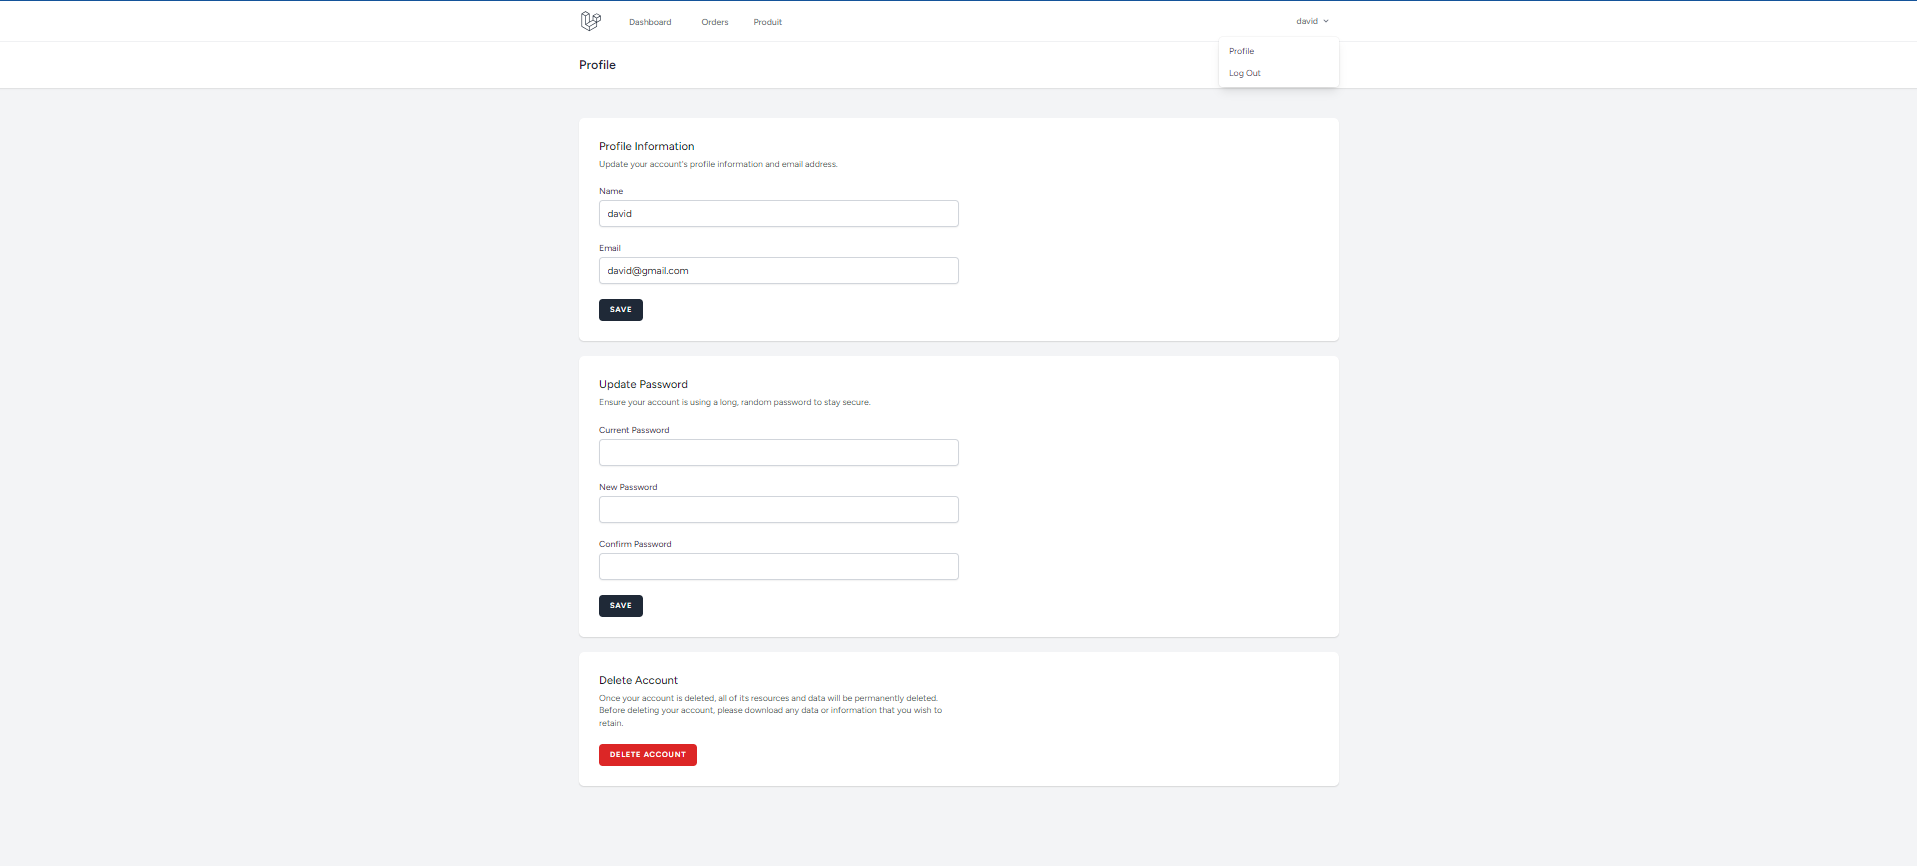 Dashboard
Orders
Produit
david
Profile
Log Out
Profile
Profile Information
Update your account's profile information and email address.
Name
david
Email
david@gmail.com
SAVE
Update Password
Ensure your account is using a long, random password to stay secure.
Current Password
New Password
Confirm Password
SAVE
Delete Account
Once your account is deleted, all of its resources and data will be permanently deleted.
Before deleting your account, please download any data or information that you wish to
retain.
DELETE ACCOUNT